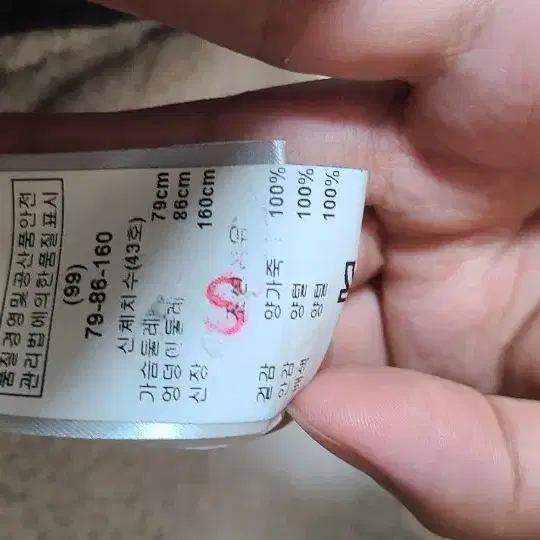 품질경영및공산품안전
관리법에의한품질표시
(99)
79-86-160
신체치수(43호)
가슴둘레 79cm
엉덩이둘레 86cm
신장 160cm
S
겉감 양가죽 100%
안감 양털 100%
배색 양털 100%